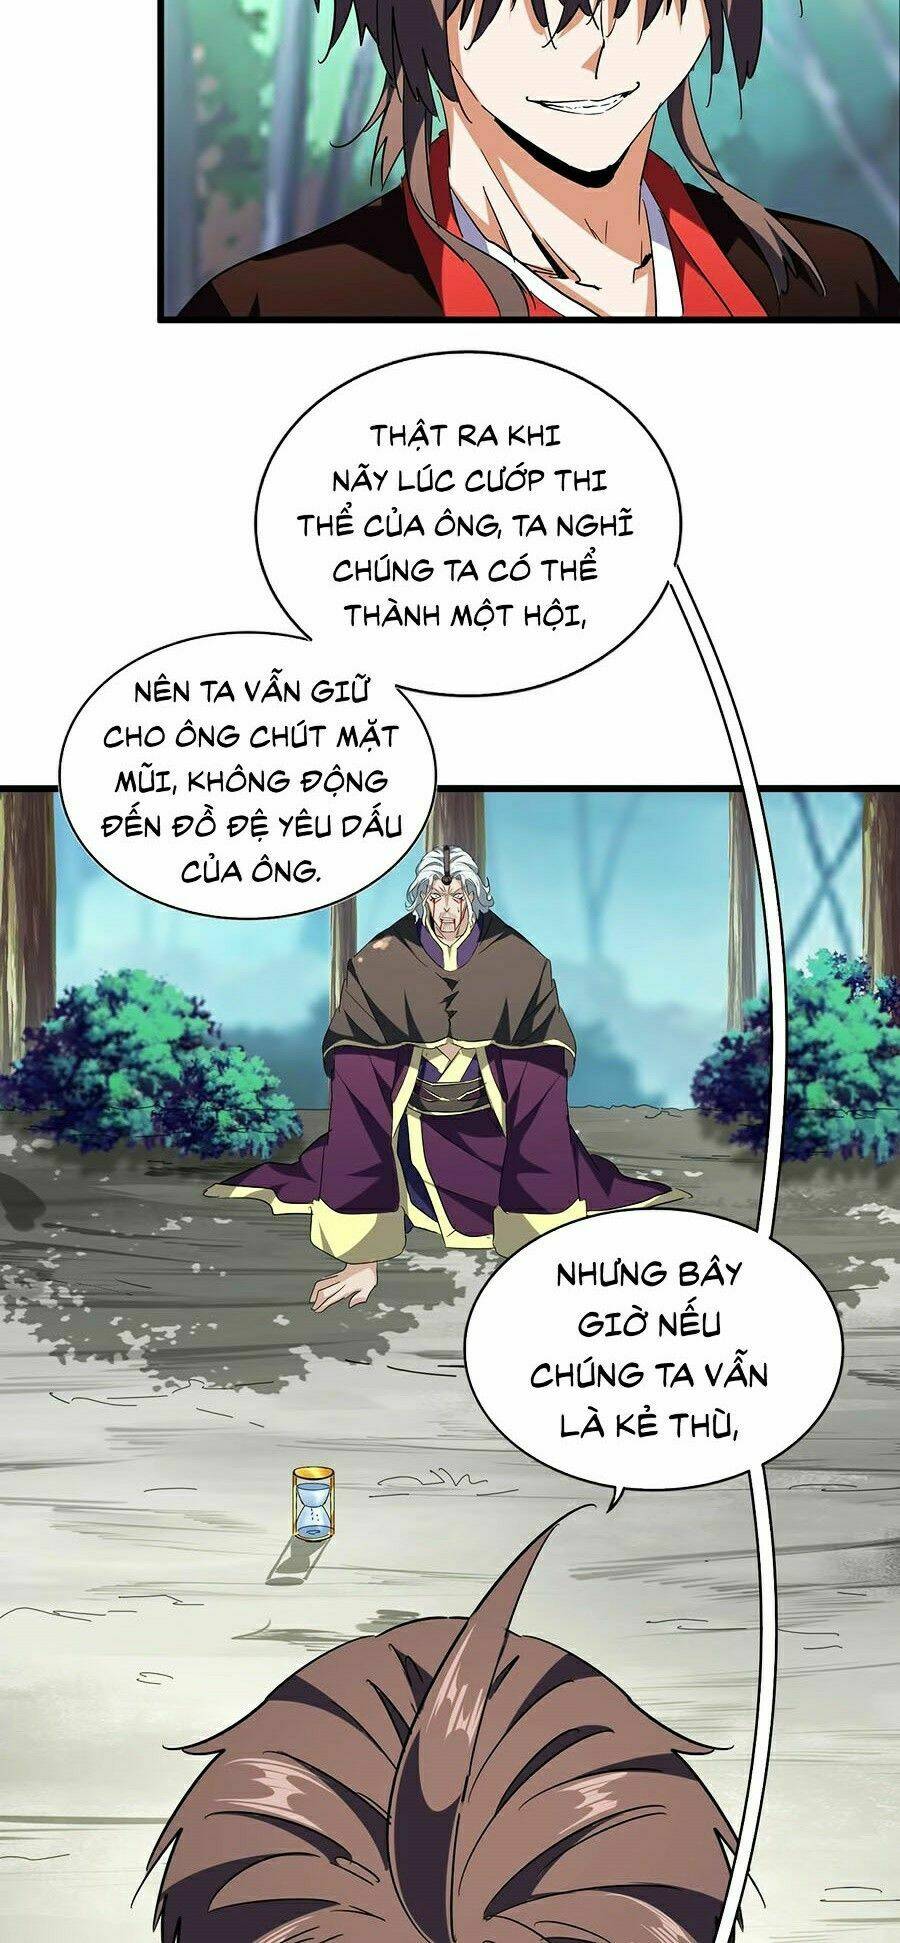 THẬT RA KHI
NÃY LÚC CƯỚP THI
THỂ CỦA ÔNG, TA NGHĨ
CHÚNG TA CÓ THỂ
THÀNH MỘT HỘI,
NÊN TA VẪN GIỮ
CHO ÔNG CHÚT MẶT
MŨI, KHÔNG ĐỘNG
ĐẾN ĐỒ ĐỆ YÊU DẤU
CỦA ÔNG.
NHƯNG BÂY
GIỜ NẾU
CHÚNG TA VẪN
LÀ KẺ THÙ,